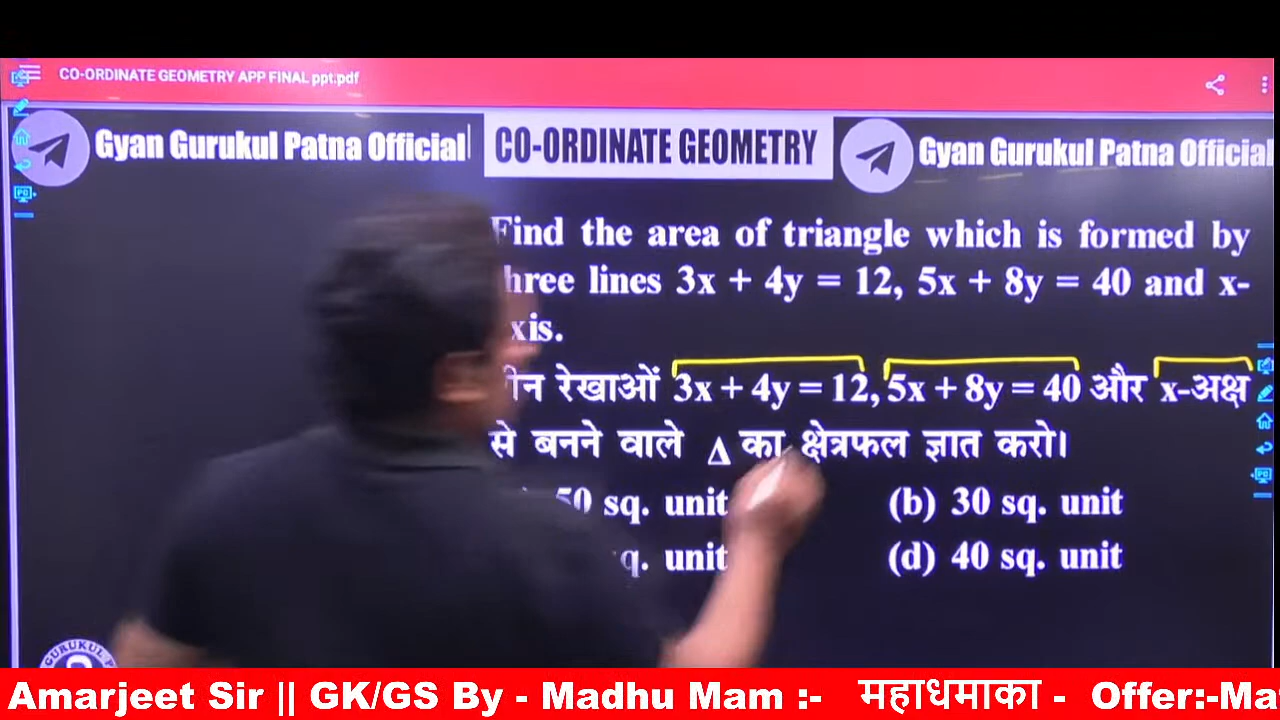 CO-ORDINATE GEOMETRY APP FINAL ppt.pdf
Gyan Gurukul Patna Official
CO-ORDINATE GEOMETRY
Gyan Gurukul Patna Official
Find the area of triangle which is formed by
hree lines 3x + 4y = 12, 5x + 8y = 40 and x-
xis.
रेखाओं 3x + 4y = 12, 5x + 8y = 40 और x-अक्ष
से बनने वाले Δ का क्षेत्रफल ज्ञात करो।
50 sq. unit (b) 30 sq. unit
q. unit (d) 40 sq. unit
GURUKUL P
Amarjeet Sir || GK/GS By - Madhu Mam :- महाधमाका - Offer:-Ma